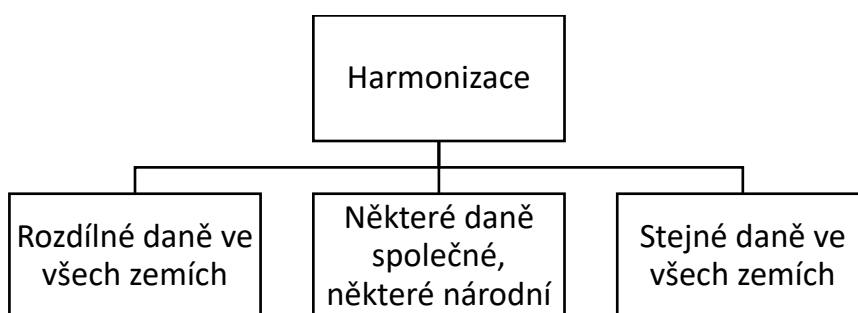 Harmonizace
Rozdílné daně ve
všech zemích
Některé daně
společné,
některé národní
Stejné daně ve
všech zemích